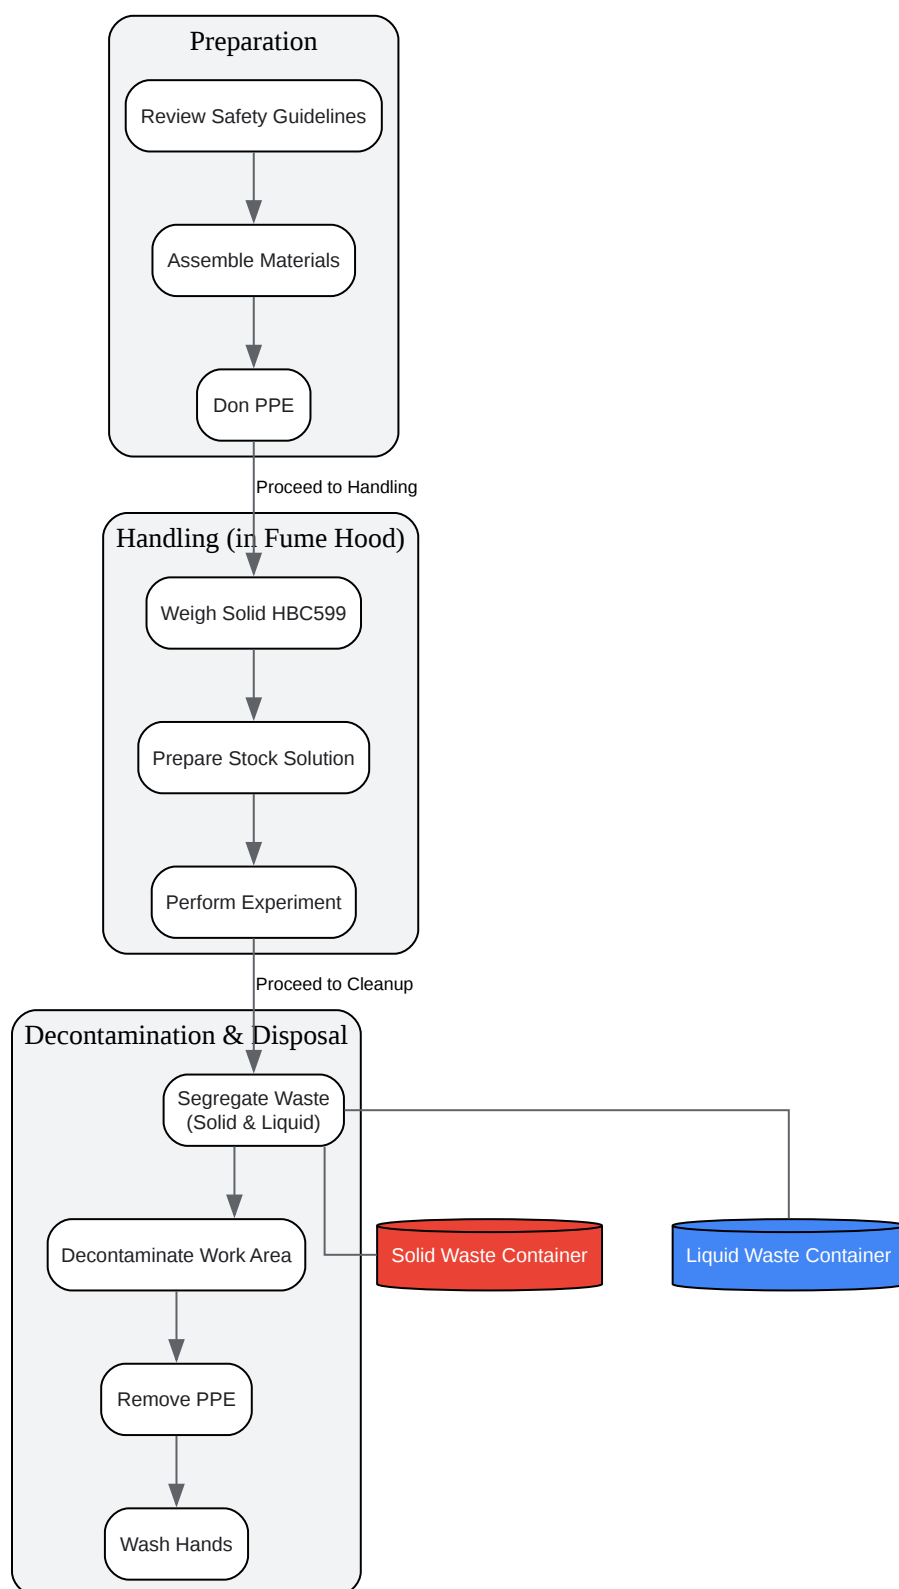 Preparation
Review Safety Guidelines
Assemble Materials
Don PPE
Proceed to Handling
Handling (in Fume Hood)
Weigh Solid HBC599
Prepare Stock Solution
Perform Experiment
Proceed to Cleanup
Decontamination & Disposal
Segregate Waste
(Solid & Liquid)
Decontaminate Work Area
Solid Waste Container
Liquid Waste Container
Remove PPE
Wash Hands